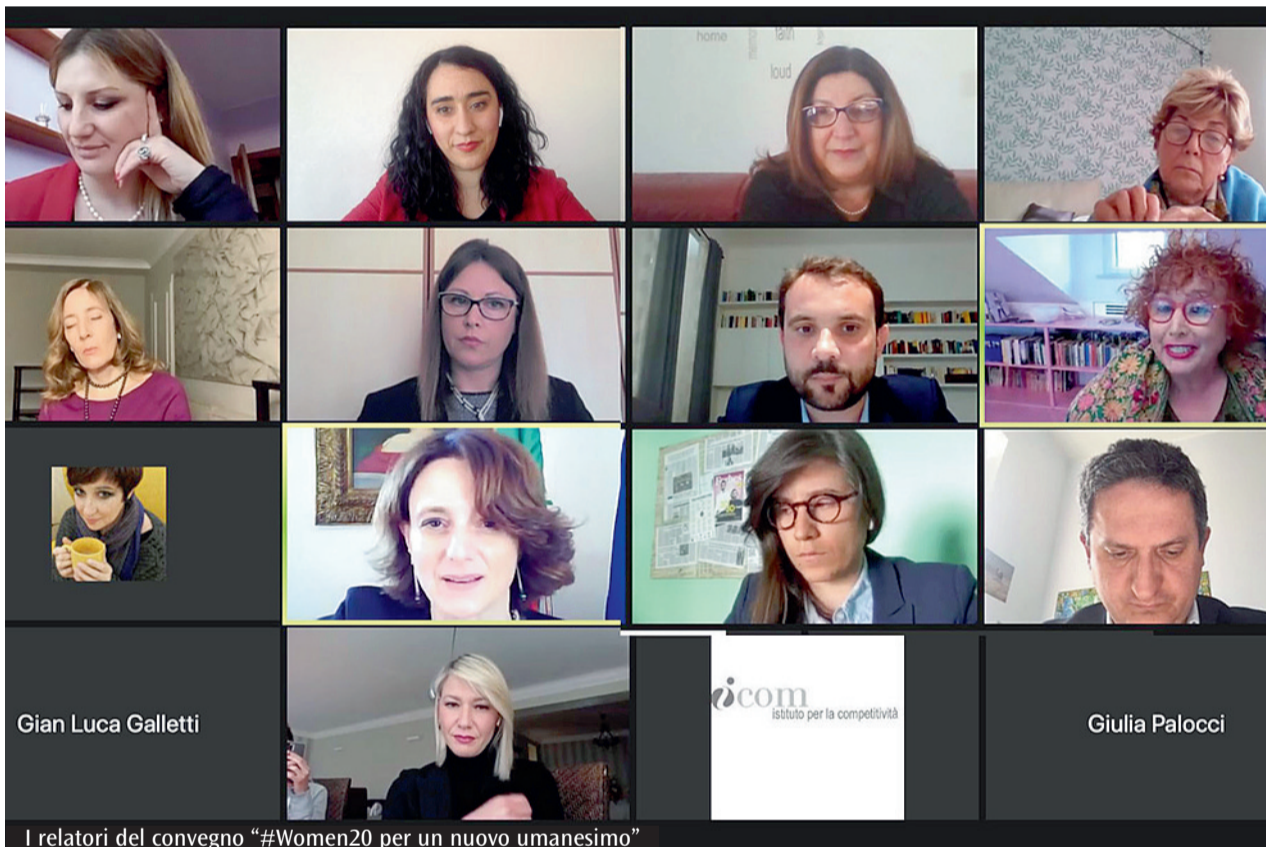 home
loud
Gian Luca Galletti
icom
istituto per la competitività
Giulia Palocci
I relatori del convegno “#Women20 per un nuovo umanesimo”